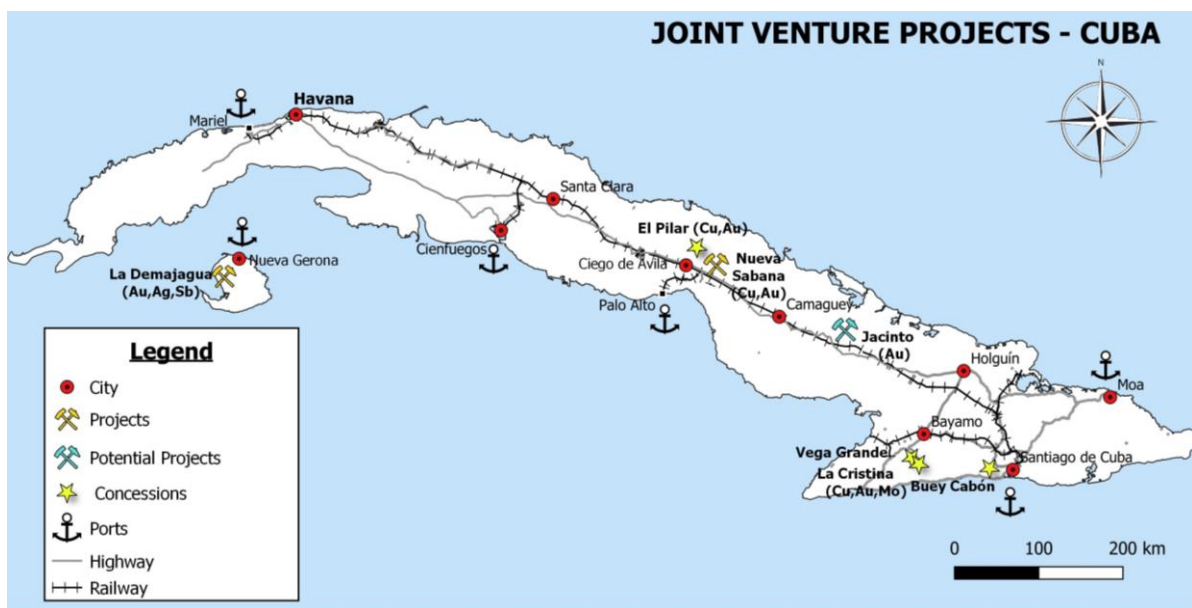 JOINT VENTURE PROJECTS - CUBA
N
Havana
Mariel
Santa Clara
El Pilar (Cu,Au)
Cienfuegos
Nueva Gerona
La Demajagua
(Au,Ag,Sb)
Ciego de Avila
Nueva
Sabana
(Cu,Au)
Palo Alto
Camaguey
Jacinto
(Au)
Holguín
Moa
Bayamo
Vega Grande
La Cristina
(Cu,Au,Mo)
Buey Cabón
Santiago de Cuba
Legend
City
Projects
Potential Projects
Concessions
Ports
Highway
Railway
0 100 200 km